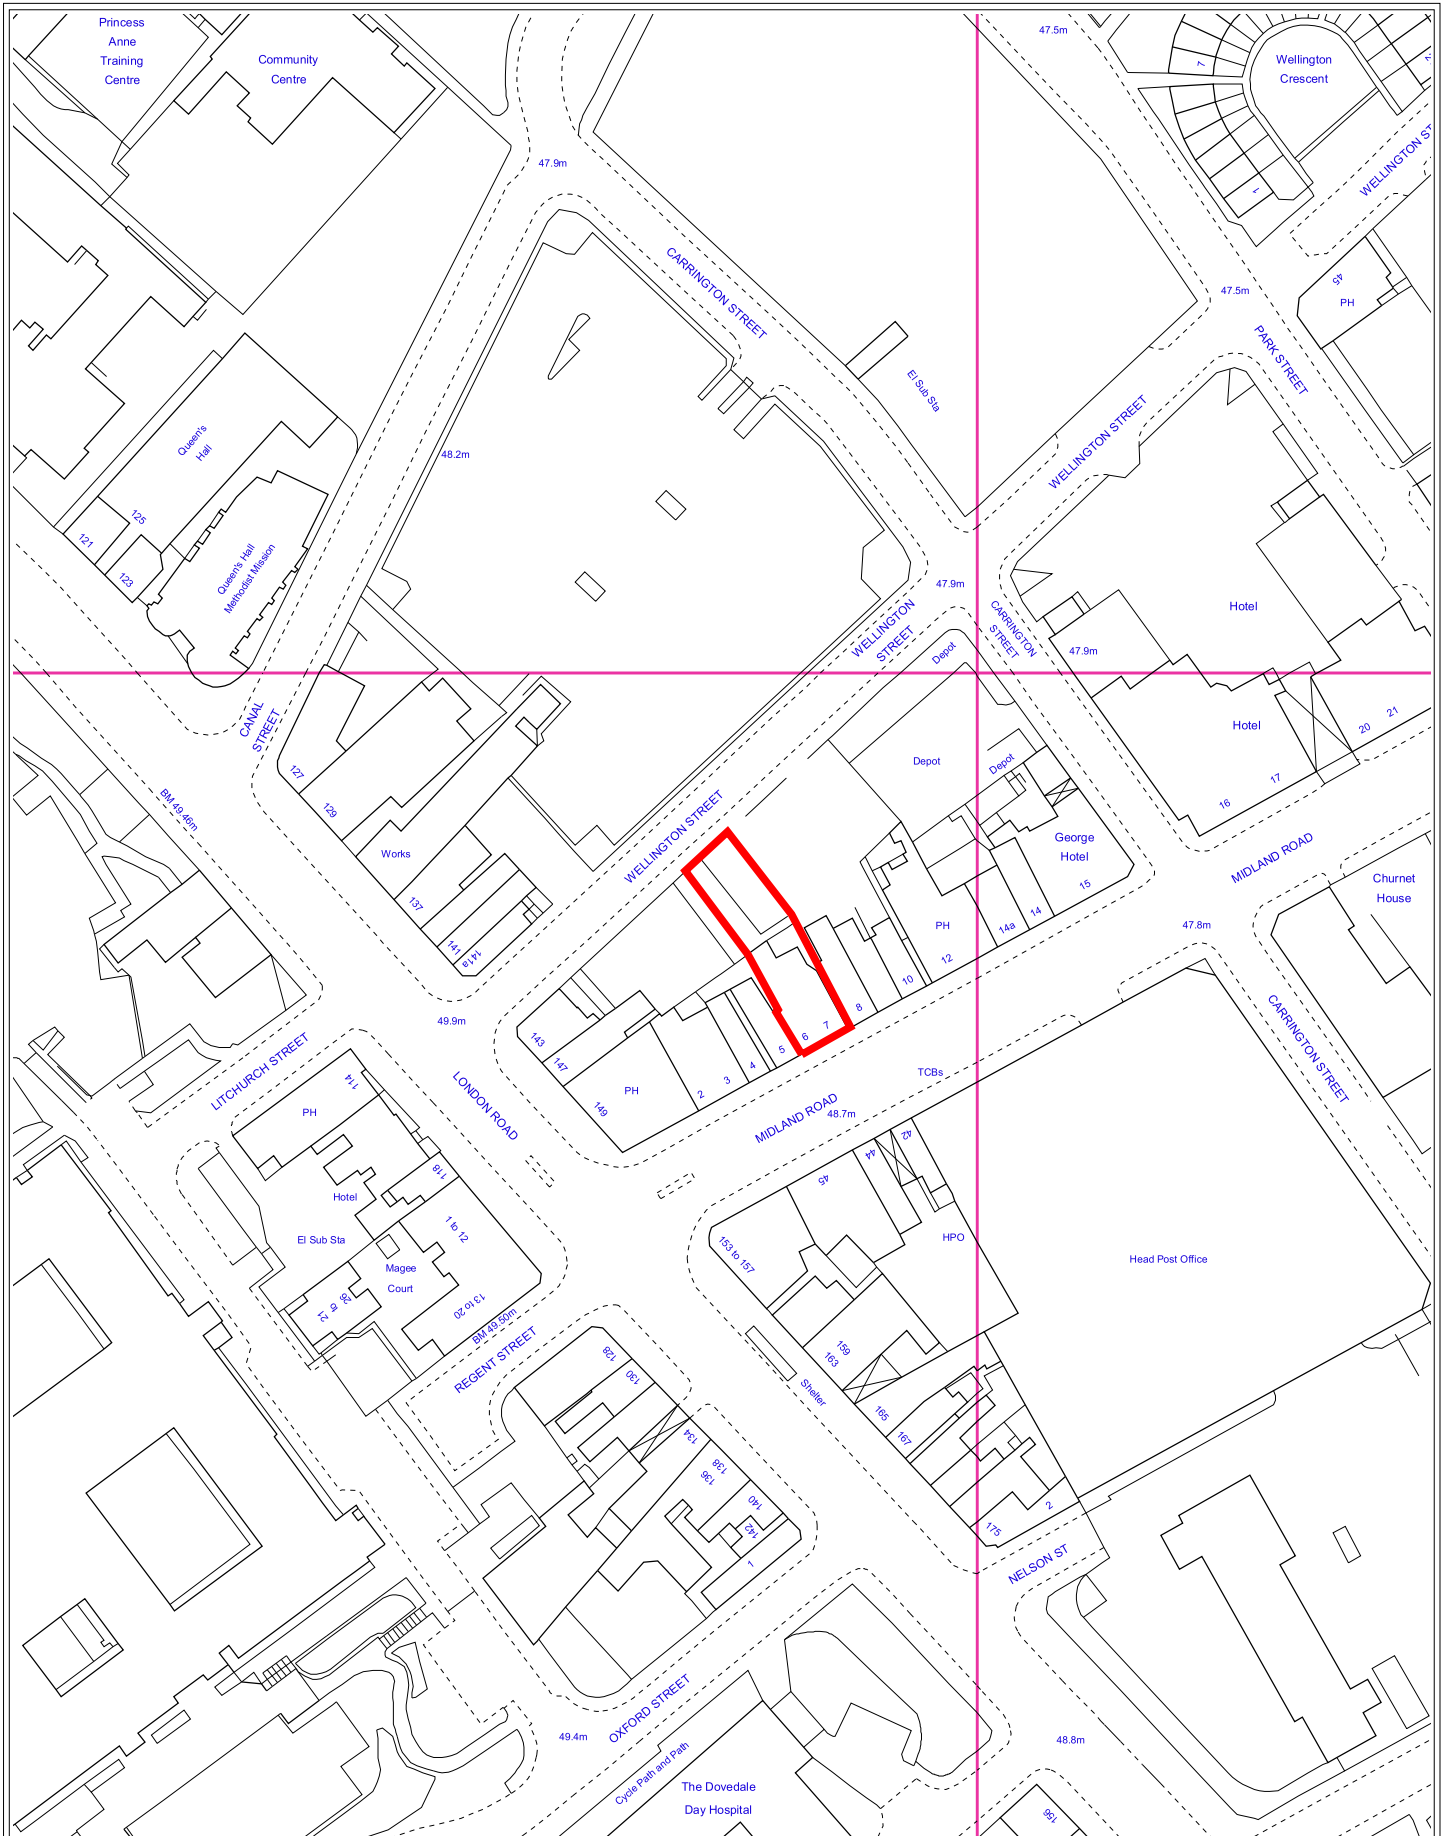 Princess
Anne
Training
Centre
Community
Centre
47.5m
Wellington
Crescent
7
1
WELLINGTON ST
47.9m
CARRINGTON STREET
47.5m
45
PH
PARK STREET
El Sub Sta
WELLINGTON STREET
Queen's
Hall
48.2m
125
121
123
Queen's Hall
Methodist Mission
47.9m
WELLINGTON
STREET
CARRINGTON
STREET
Hotel
47.9m
Depot
CANAL
STREET
Hotel
20
21
127
129
BM 49.46m
Depot
Depot
17
16
WELLINGTON STREET
Works
George
Hotel
15
MIDLAND ROAD
Churnet
House
137
141
141a
PH
12
14a
14
47.8m
10
8
7
6
5
4
3
2
49.9m
143
147
149
PH
LITCHURCH STREET
LONDON ROAD
CARRINGTON STREET
TCBs
MIDLAND ROAD
48.7m
114
PH
118
42
44
45
Hotel
El Sub Sta
1 to 12
Magee
Court
21 to 26
13 to 20
BM 49.50m
REGENT STREET
153 to 157
HPO
Head Post Office
159
163
Shelter
128
130
134
136
138
140
142
1
165
167
175
2
NELSON ST
OXFORD STREET
49.4m
48.8m
Cycle Path and Path
The Dovedale
Day Hospital
156